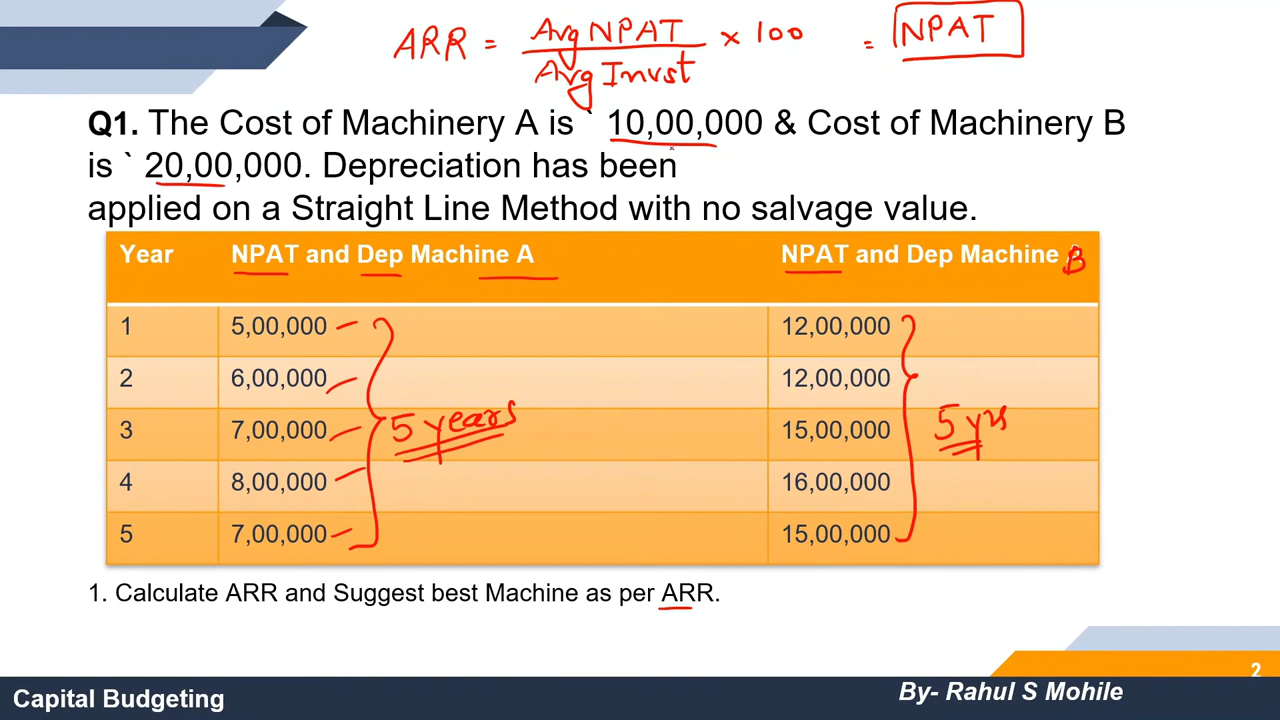 ARR = Avg NPAT / Avg Invst × 100 = NPAT
Q1. The Cost of Machinery A is ` 10,00,000 & Cost of Machinery B
is ` 20,00,000. Depreciation has been
applied on a Straight Line Method with no salvage value.
Year NPAT and Dep Machine A NPAT and Dep Machine B
1 5,00,000 12,00,000
2 6,00,000 12,00,000
3 7,00,000 5 years 15,00,000 5 yrs
4 8,00,000 16,00,000
5 7,00,000 15,00,000
1. Calculate ARR and Suggest best Machine as per ARR.
2
Capital Budgeting By- Rahul S Mohile